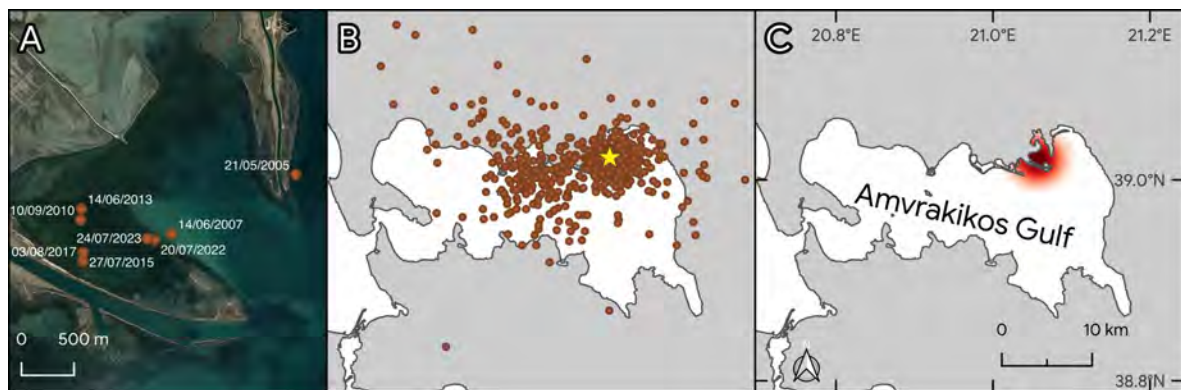 A
21/05/2005
14/06/2013
10/09/2010
14/06/2007
24/07/2023
03/08/2017
20/07/2022
27/07/2015
0 500 m
B
C
20.8°E 21.0°E 21.2°E
39.0°N
Amvrakikos Gulf
0 10 km
38.8°N